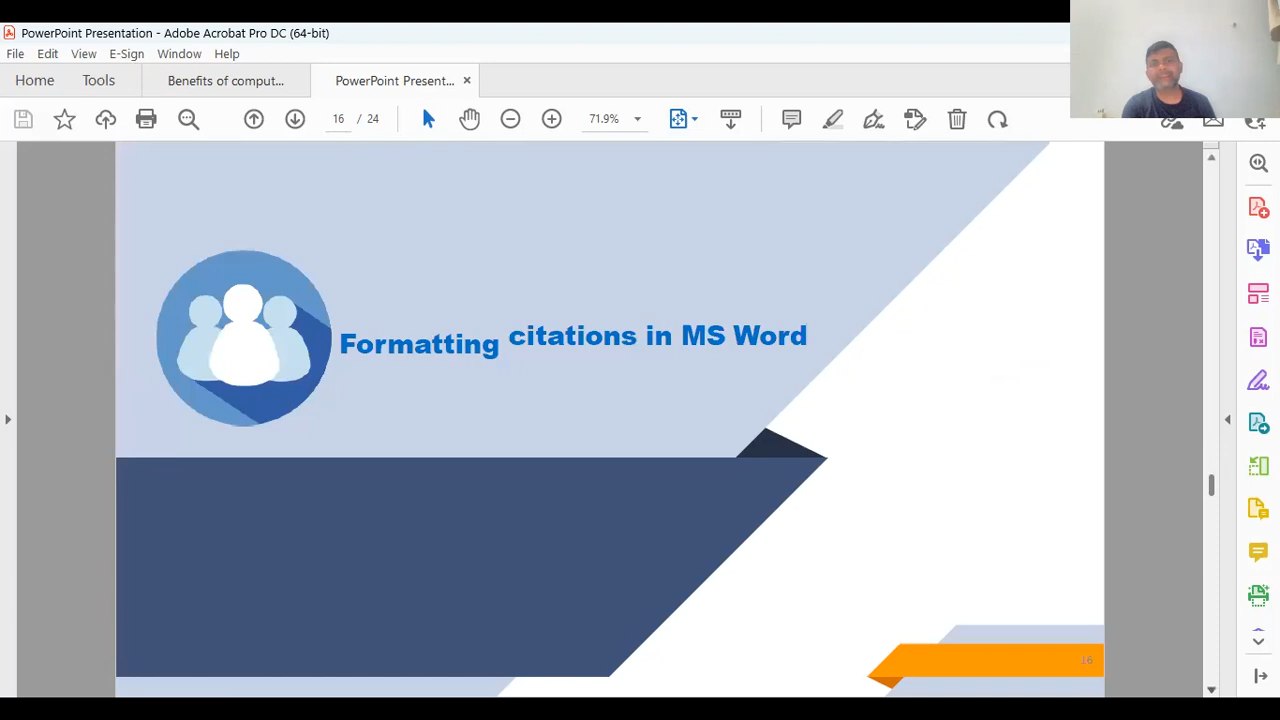 PowerPoint Presentation - Adobe Acrobat Pro DC (64-bit)
File Edit View E-Sign Window Help
Home Tools Benefits of comput... PowerPoint Present...
16 / 24 71.9%
Formatting citations in MS Word
16